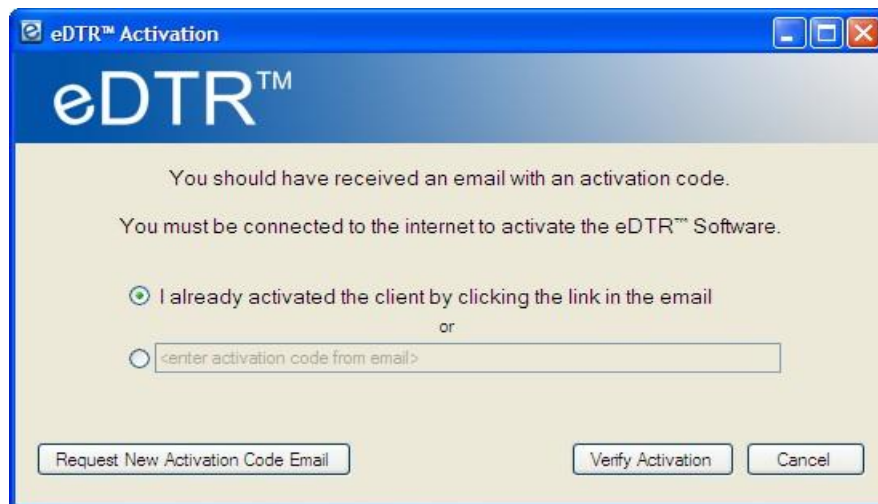 eDTR™ Activation
eDTR™
You should have received an email with an activation code.
You must be connected to the internet to activate the eDTR™ Software.
I already activated the client by clicking the link in the email
or
<enter activation code from email>
Request New Activation Code Email
Verify Activation
Cancel